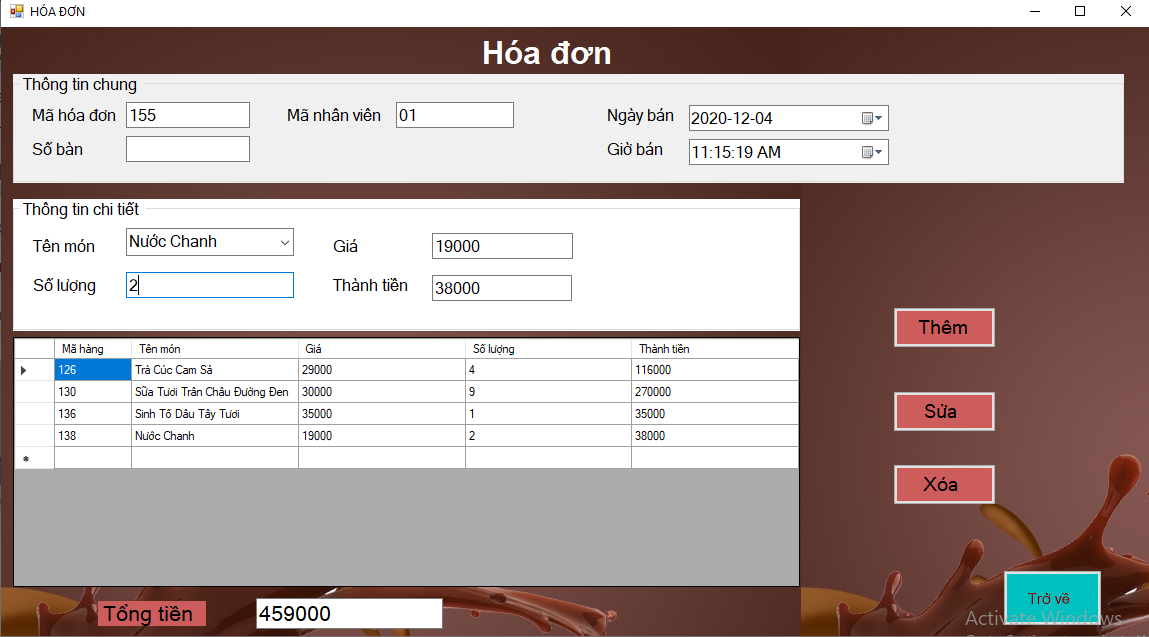 HÓA ĐƠN
Hóa đơn
Thông tin chung
Mã hóa đơn 155 Mã nhân viên 01 Ngày bán 2020-12-04
Số bàn Giờ bán 11:15:19 AM
Thông tin chi tiết
Tên món Nước Chanh Giá 19000
Số lượng 2 Thành tiền 38000
Mã hàng Tên món Giá Số lượng Thành tiền
126 Trà Cúc Cam Sả 29000 4 116000
130 Sữa Tươi Trân Châu Đường Đen 30000 9 270000
136 Sinh Tố Dâu Tây Tươi 35000 1 35000
138 Nước Chanh 19000 2 38000
Thêm
Sửa
Xóa
Trở về
Tổng tiền 459000
Activate Windows